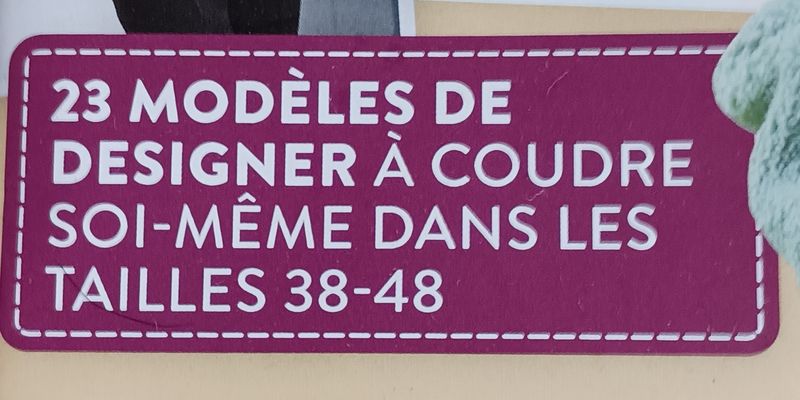 23 MODÈLES DE
DESIGNER À COUDRE
SOI-MÊME DANS LES
TAILLES 38-48